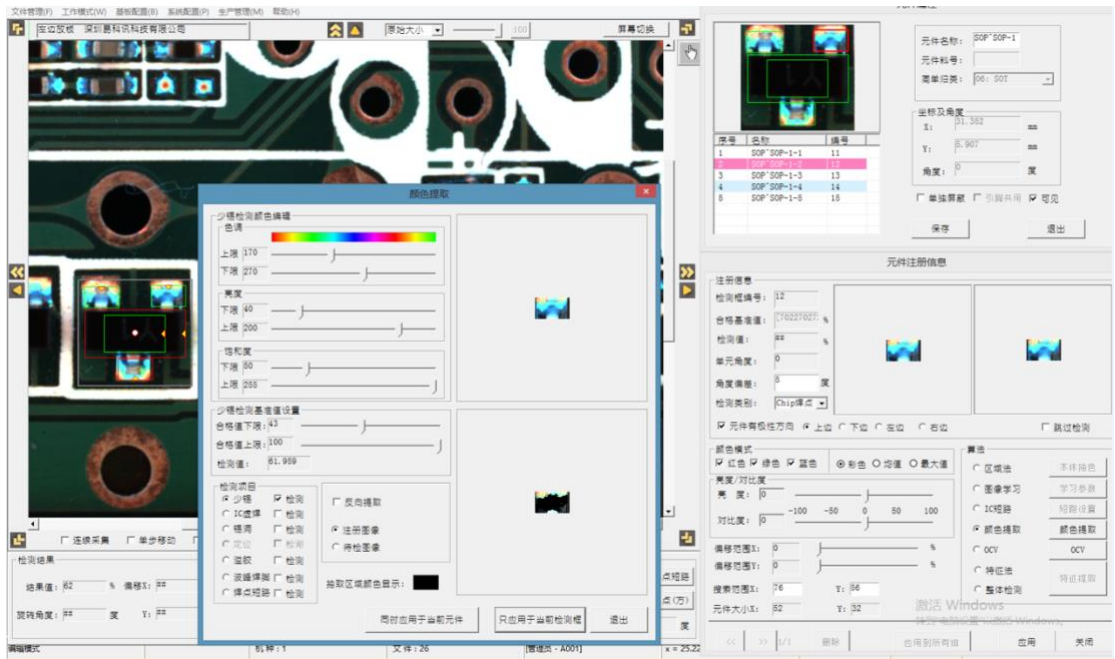 文件管理(F) 工作模式(W) 基板配置(B) 系统配置(P) 生产管理(M) 帮助(H)
左边放板 深圳易科讯科技有限公司
原始大小
100
屏幕切换
颜色提取
少锡检测颜色编辑
色调
上限 170
下限 270
亮度
下限 40
上限 200
饱和度
下限 80
上限 255
少锡检测基准值设置
合格值下限: 43
合格值上限: 100
检测值: 61.959
检测项目
少锡 检测
IC虚焊 检测
锡洞 检测
定位 检测
溢胶 检测
波峰焊脚 检测
焊点短路 检测
反向提取
注册图像
待检图像
抽取区域颜色显示:
同时应用于当前元件
只应用于当前检测框
退出
连续采集 单步移动
检测结果
结果值: 62 % 偏移X: ##
旋转角度: ## 度 Y: ##
点短路
点(方)
度
编辑模式
机种:1
文件:26
[管理员 - A001]
x = 25.22
元件名称: SOP^SOP-1
元件料号:
简单归类: 06: SOT
坐标及角度
X: 31.382 mm
Y: 6.907 mm
角度: 0 度
单独屏蔽 引脚共用 可见
保存
退出
序号 名称 编号
1 SOP^SOP-1-1 11
2 SOP^SOP-1-2 12
3 SOP^SOP-1-3 13
4 SOP^SOP-1-4 14
5 SOP^SOP-1-5 15
元件注册信息
注册信息
检测框编号: 12
合格基准值: %
检测值: ## %
单元角度: 0
角度偏差: 5 度
检测类别: Chip焊点
元件有极性方向 上边 下边 左边 右边
跳过检测
颜色模式
红色 绿色 蓝色 彩色 均值 最大值
亮度/对比度
亮 度: 0
-100 -50 0 50 100
对比度: 0
偏移范围X: 0 %
偏移范围Y: 0 %
搜索范围X: 76 Y: 56
元件大小X: 52 Y: 32
算法
区域法 本体抽色
图像学习 学习参数
IC短路 短路设置
颜色提取 颜色提取
OCV OCV
特征法 特征提取
整体检测
激活 Windows
<< >> 1/1 删除
应用到所有组
应用
关闭